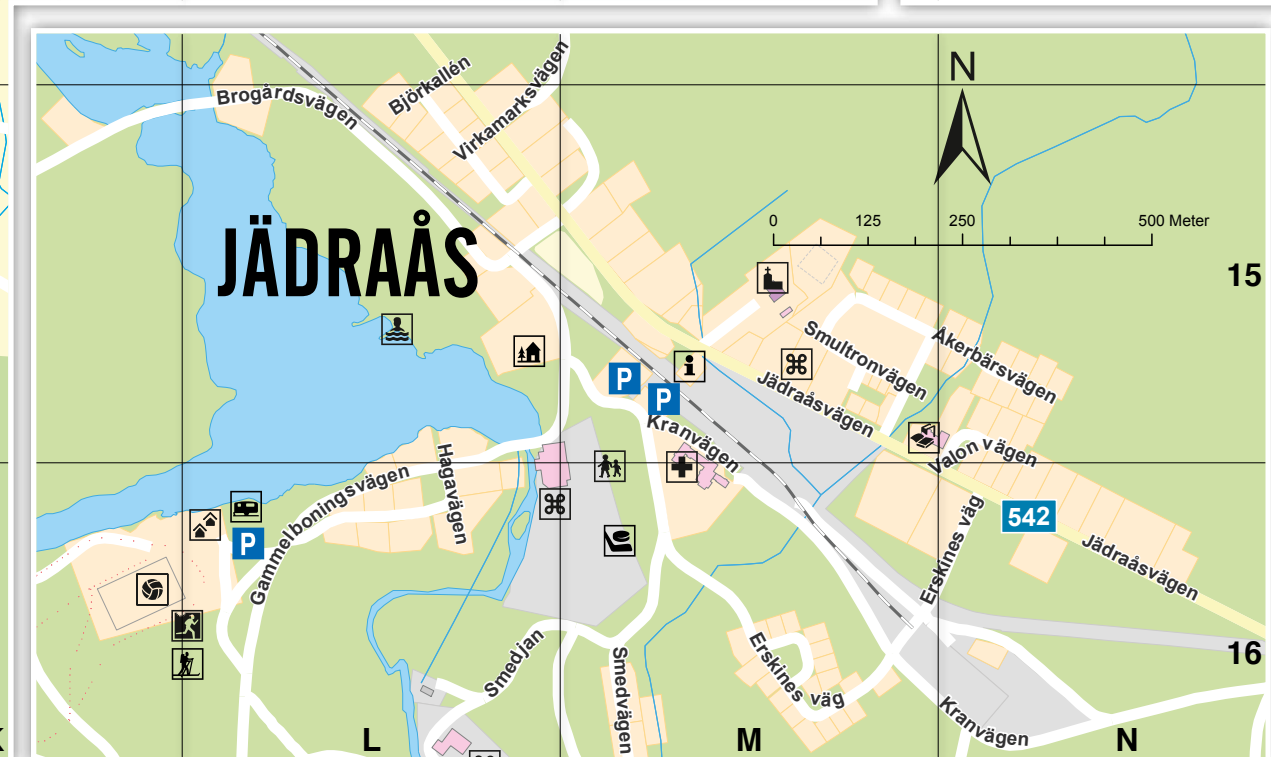 Brogårdsvägen
Björkallén
Virkamarksvägen
N
0 125 250 500 Meter
JÄDRAÅS
15
Smultronvägen
Åkerbärsvägen
i
P
P
Jädraåsvägen
Kranvägen
Valon vägen
Hagavägen
Gammelboningsvägen
P
542
Erskines väg
Jädraåsvägen
Smedjan
Smedvägen
Erskines väg
16
Kranvägen
L
M
N